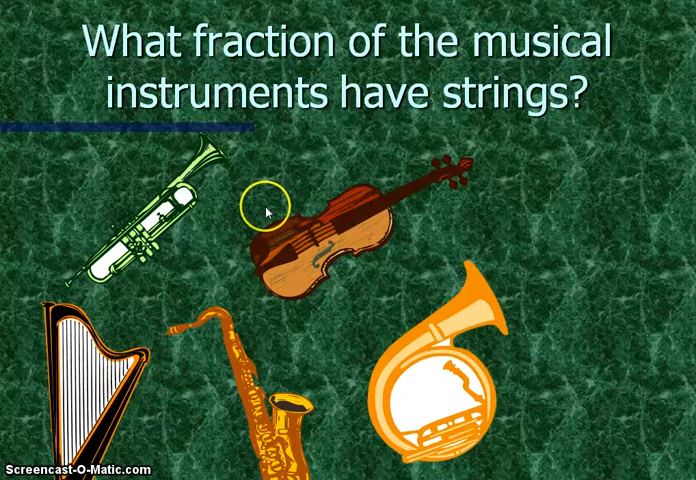 What fraction of the musical
instruments have strings?
Screencast-O-Matic.com